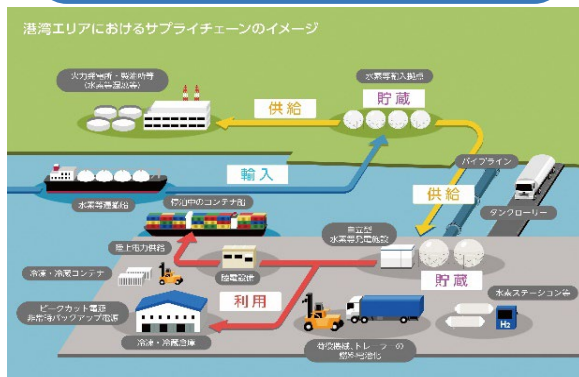 港湾エリアにおけるサプライチェーンのイメージ
火力発電所・製油所等
(水素等混焼等)
水素等輸入拠点
貯蔵
供給
パイプライン
輸入
供給
水素等運搬船
停泊中のコンテナ船
タンクローリー
自立型
水素等発電施設
陸上電力供給
冷凍・冷蔵コンテナ
陸電設備
貯蔵
利用
水素ステーション等
ピークカット電源
非常時バックアップ電源
冷凍・冷蔵倉庫
荷役機械、トレーラーの
燃料電池化
H2